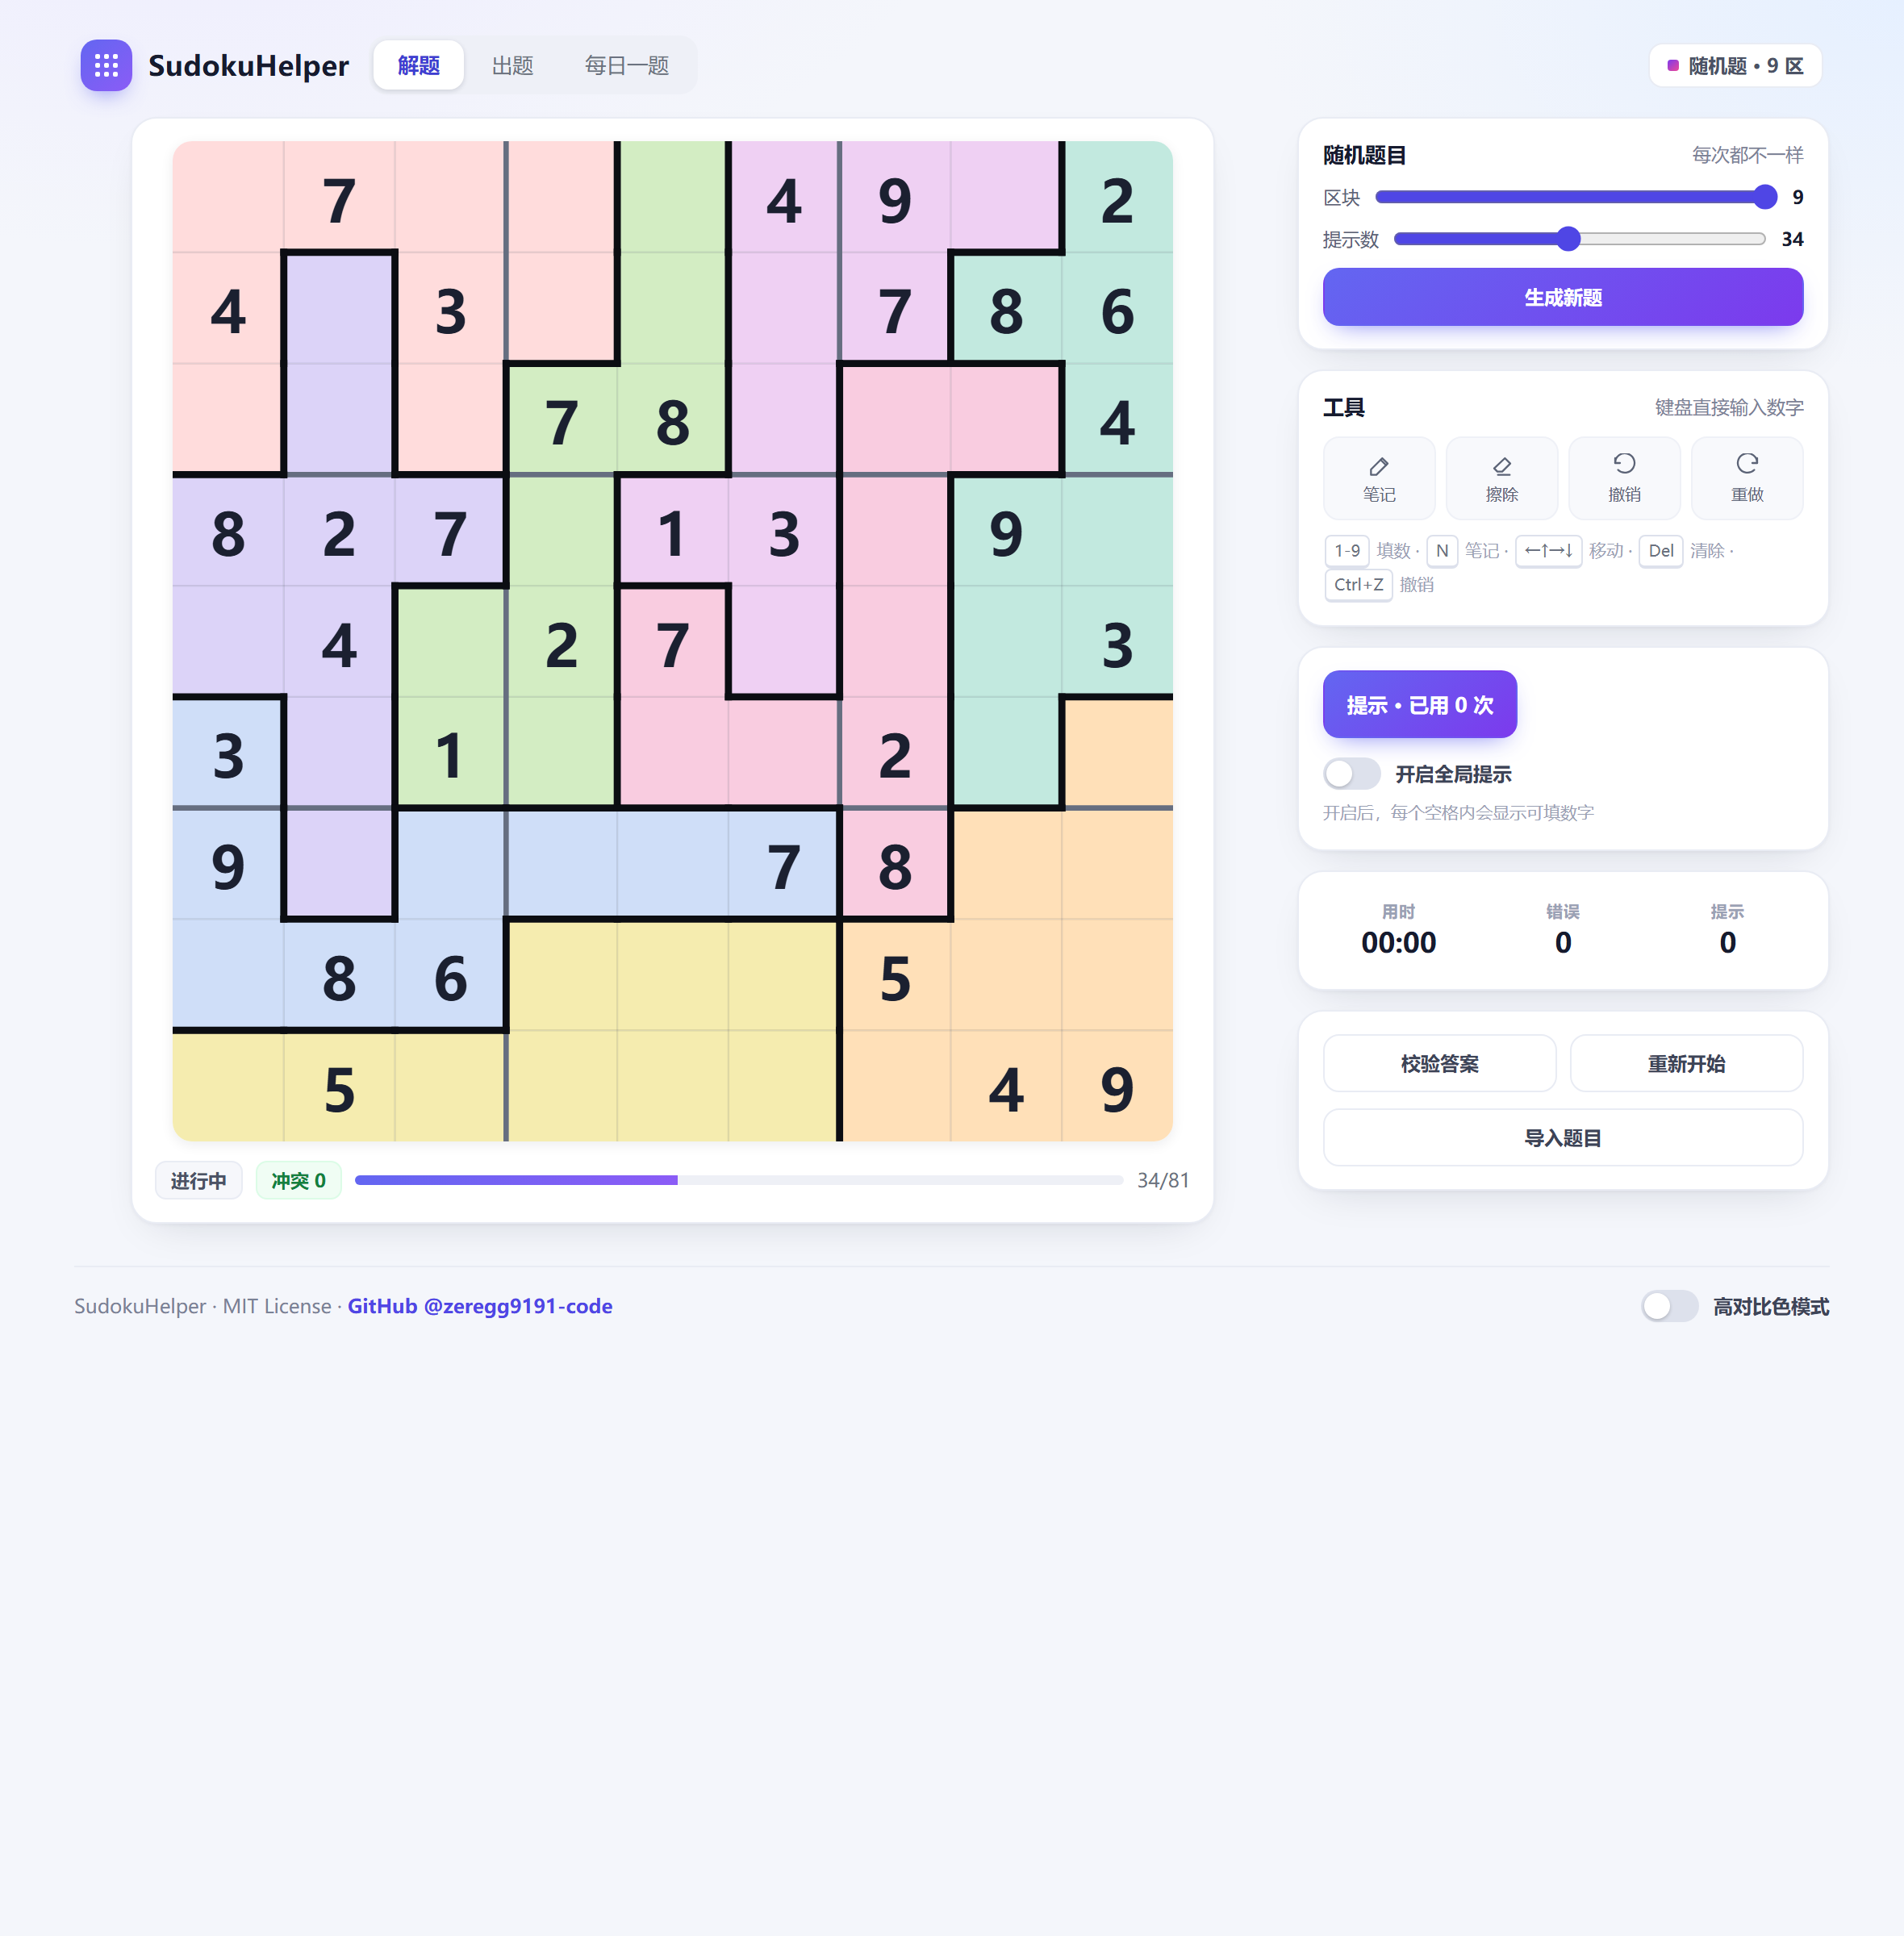 SudokuHelper 解题 出题 每日一题 随机题 • 9 区
7 4 9 2
4 3 7 8 6
7 8 4
8 2 7 1 3 9
4 2 7 3
3 1 2
9 7 8
8 6 5
5 4 9
进行中 冲突 0 34/81
随机题目 每次都不一样
区块 9
提示数 34
生成新题
工具 键盘直接输入数字
笔记 擦除 撤销 重做
1-9 填数 · N 笔记 · ←↑→↓ 移动 · Del 清除 ·
Ctrl+Z 撤销
提示 • 已用 0 次
开启全局提示
开启后，每个空格内会显示可填数字
用时 错误 提示
00:00 0 0
校验答案 重新开始
导入题目
SudokuHelper · MIT License · GitHub @zeregg9191-code 高对比色模式